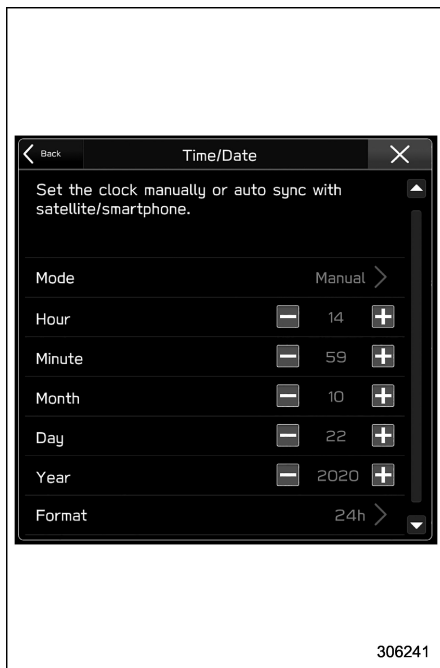 Back Time/Date
Set the clock manually or auto sync with
satellite/smartphone.
Mode Manual
Hour 14
Minute 59
Month 10
Day 22
Year 2020
Format 24h
306241